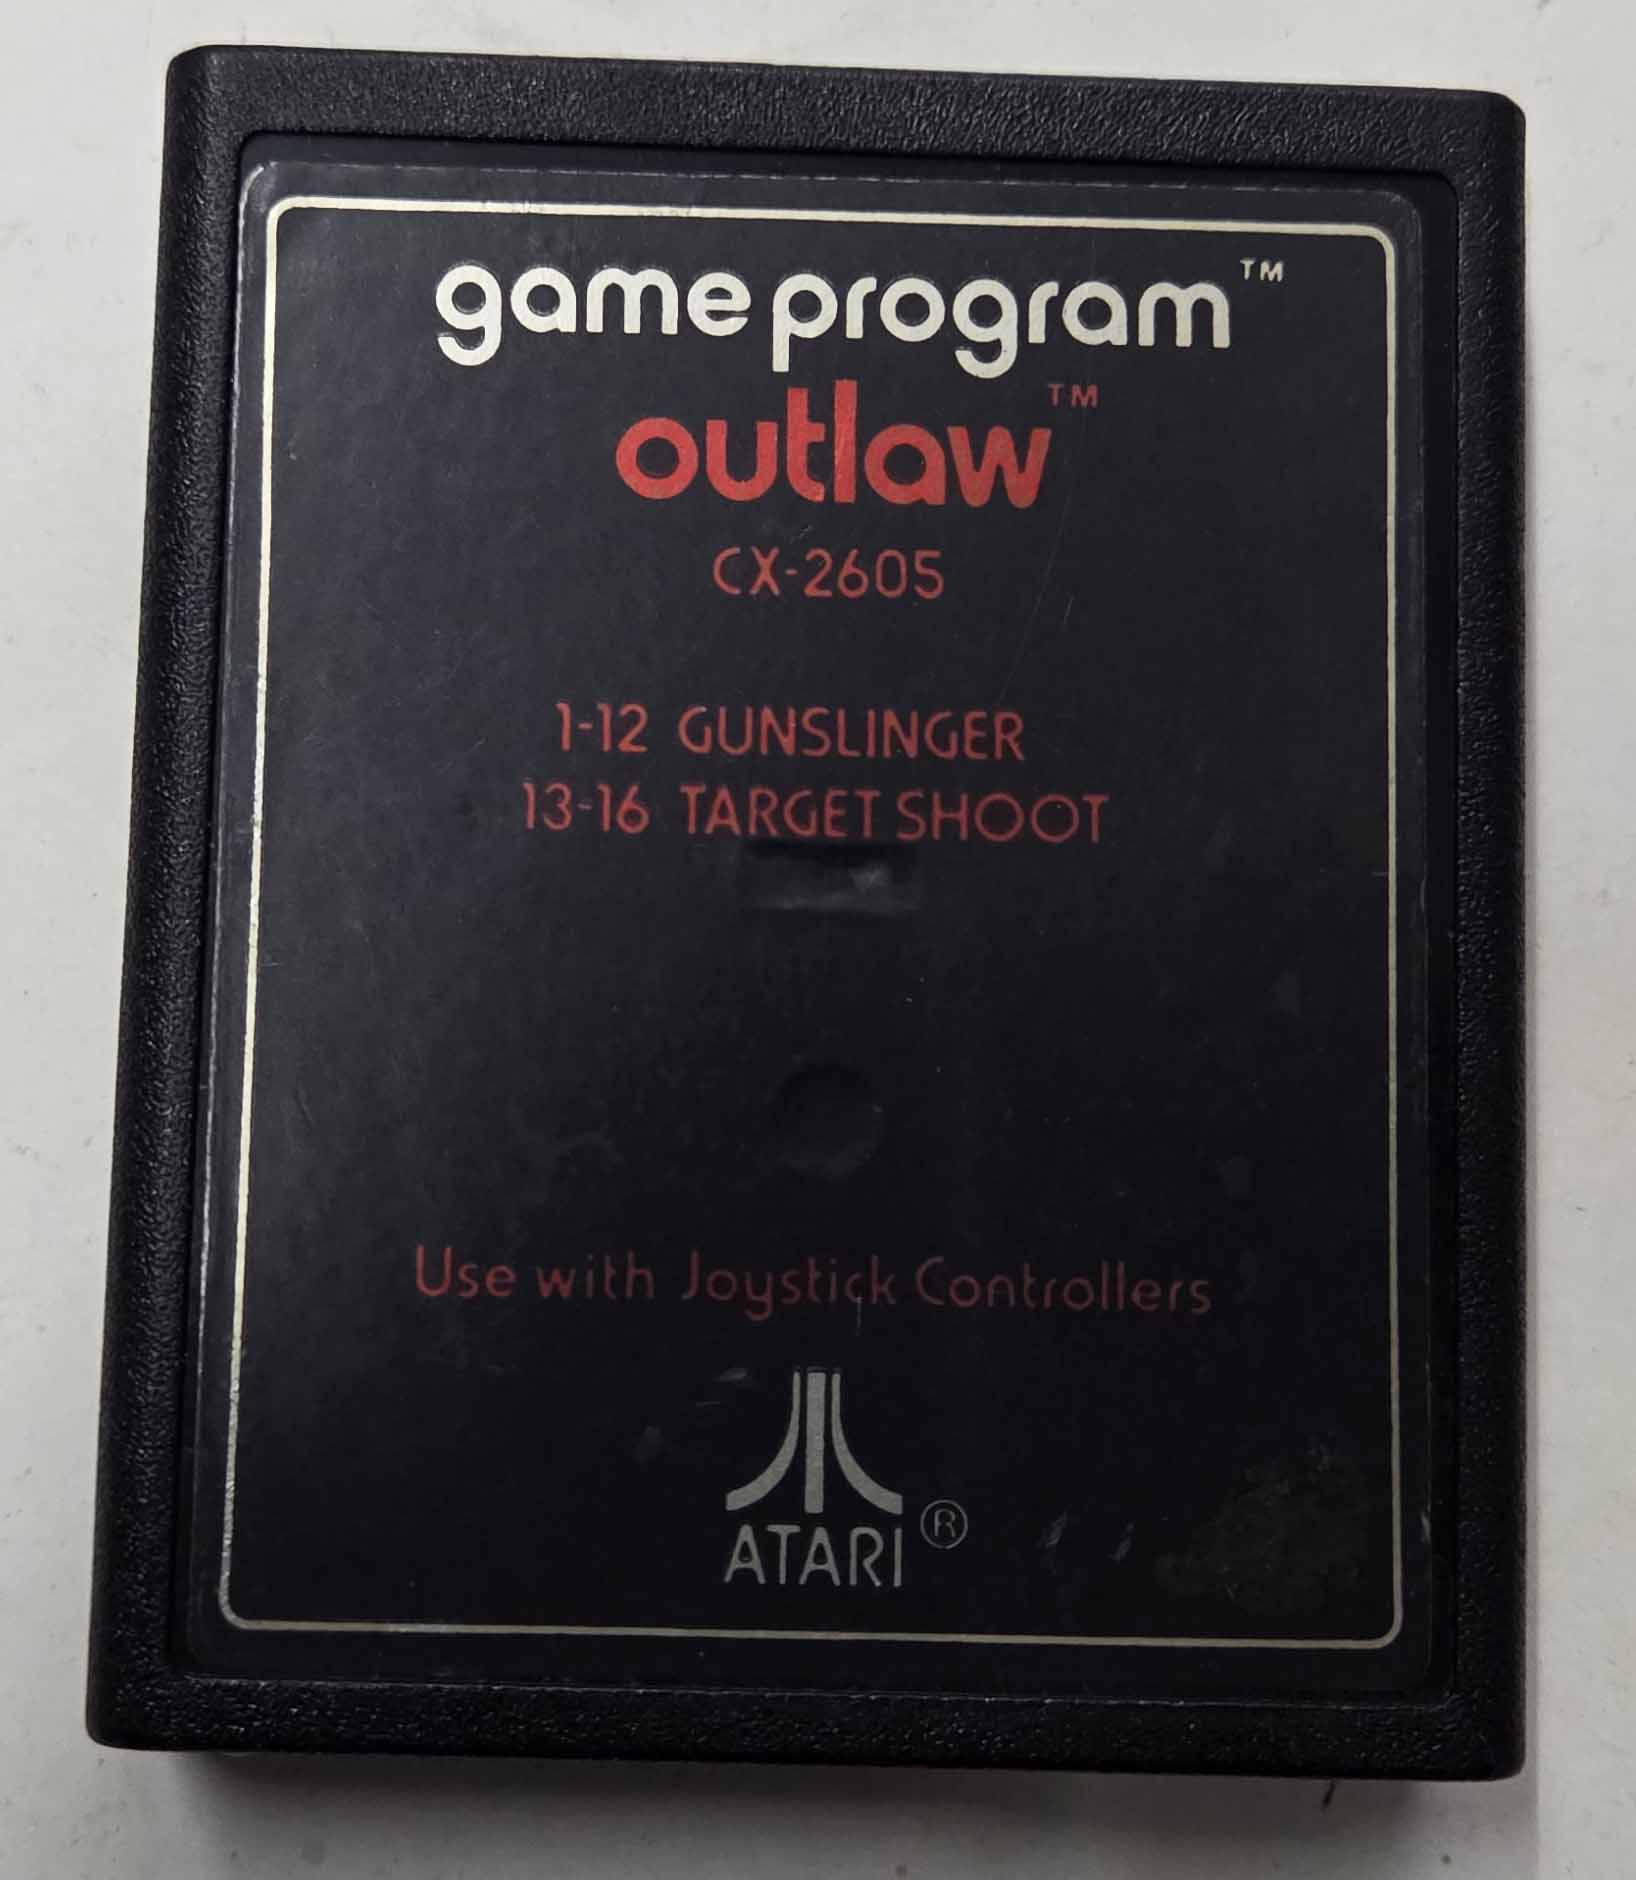 game program™
outlaw™
CX-2605
1-12 GUNSLINGER
13-16 TARGET SHOOT
Use with Joystick Controllers
ATARI®